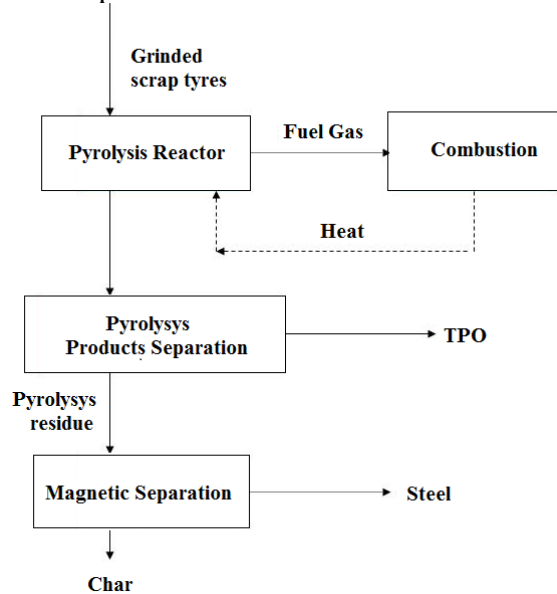 Grinded
scrap tyres
Fuel Gas
Pyrolysis Reactor
Combustion
Heat
Pyrolysys
Products Separation
TPO
Pyrolysys
residue
Magnetic Separation
Steel
Char